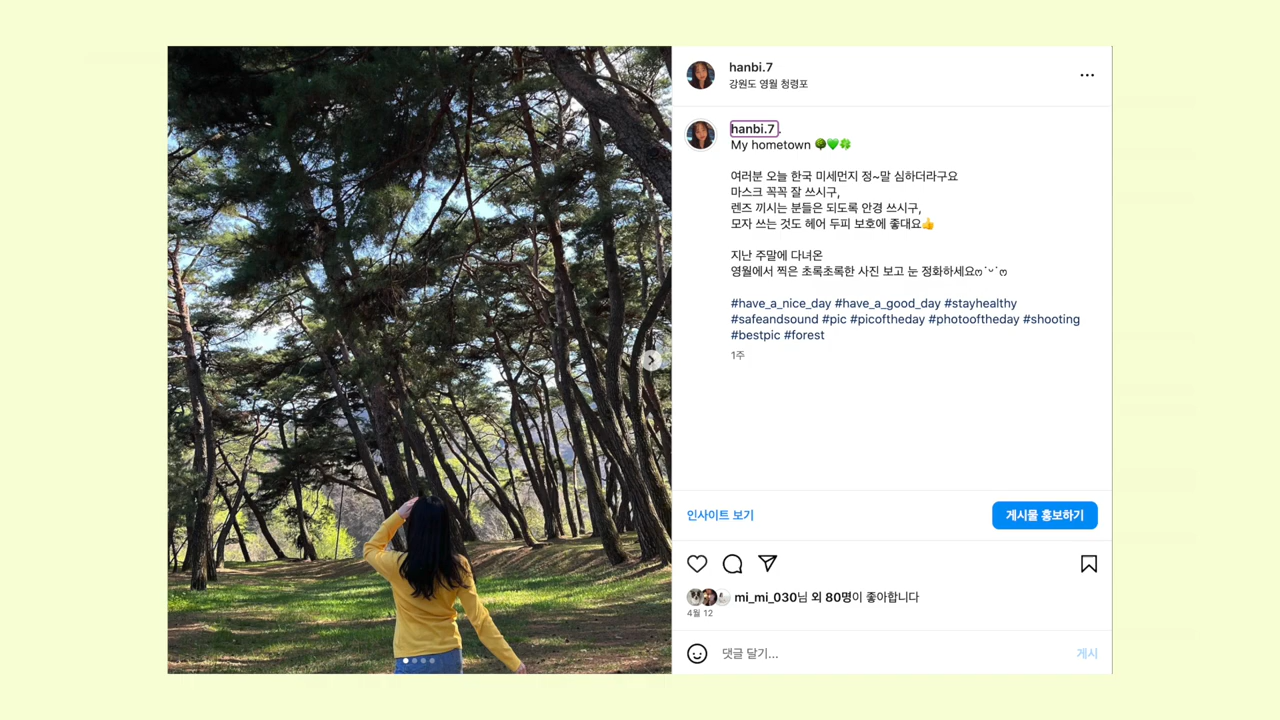 hanbi.7
강원도 영월 청령포
hanbi.7.
My hometown 🌳💚🍀
여러분 오늘 한국 미세먼지 정~말 심하더라구요
마스크 꼭꼭 잘 쓰시구,
렌즈 끼시는 분들은 되도록 안경 쓰시구,
모자 쓰는 것도 헤어 두피 보호에 좋대요👍
지난 주말에 다녀온
영월에서 찍은 초록초록한 사진 보고 눈 정화하세요ෆ˙ᵕ˙ෆ
#have_a_nice_day #have_a_good_day #stayhealthy
#safeandsound #pic #picoftheday #photooftheday #shooting
#bestpic #forest
1주
인사이트 보기
게시물 홍보하기
mi_mi_030님 외 80명이 좋아합니다
4월 12
댓글 달기...
게시